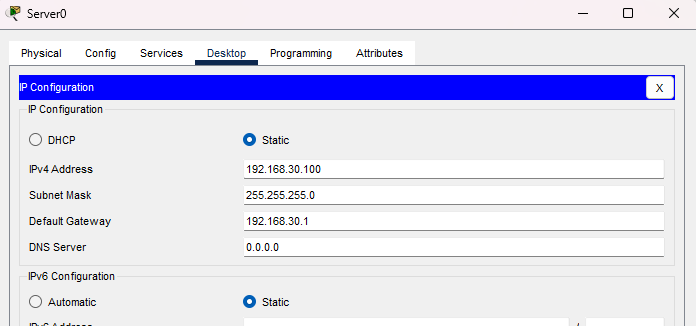 Server0
Physical Config Services Desktop Programming Attributes
IP Configuration X
IP Configuration
DHCP Static
IPv4 Address 192.168.30.100
Subnet Mask 255.255.255.0
Default Gateway 192.168.30.1
DNS Server 0.0.0.0
IPv6 Configuration
Automatic Static
IPv6 Address /